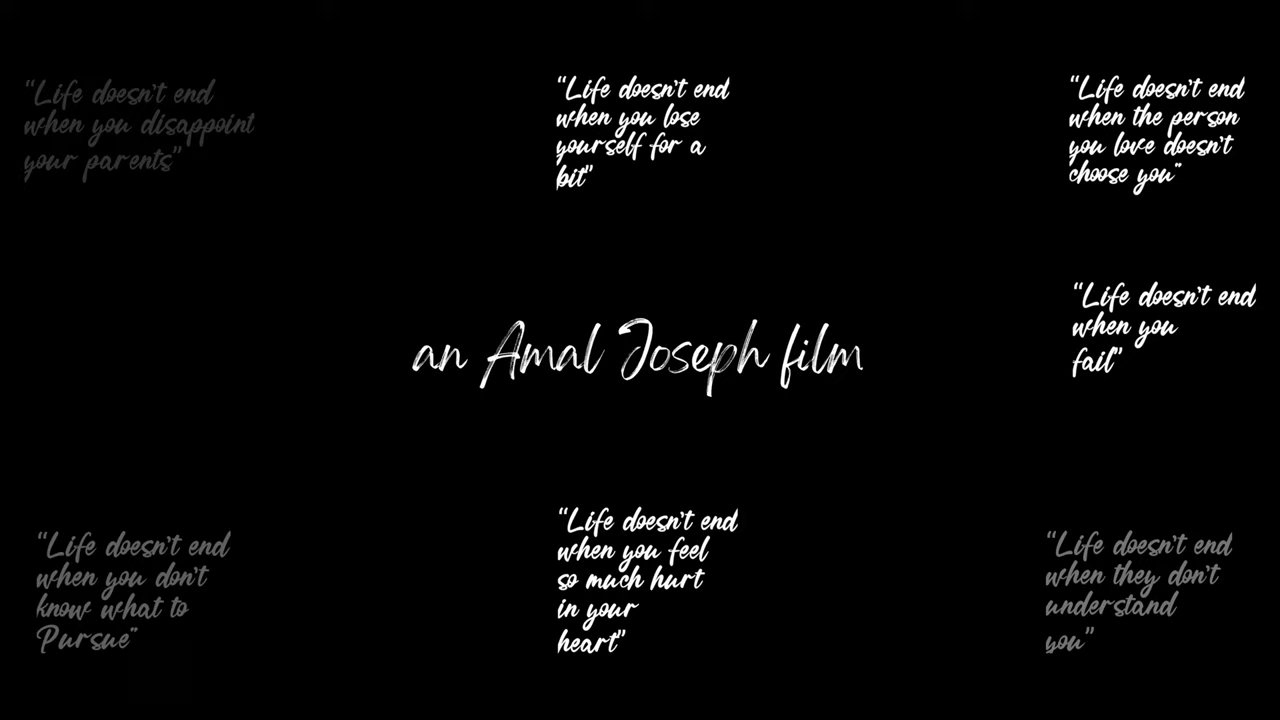 “Life doesn't end
when you disappoint
your parents”
“Life doesn't end
when you lose
yourself for a
bit”
“Life doesn't end
when the person
you love doesn't
choose you”
“Life doesn't end
when you
fail”
an Amal Joseph film
“Life doesn't end
when you don't
know what to
Pursue”
“Life doesn't end
when you feel
so much hurt
in your
heart”
“Life doesn't end
when they don't
understand
you”